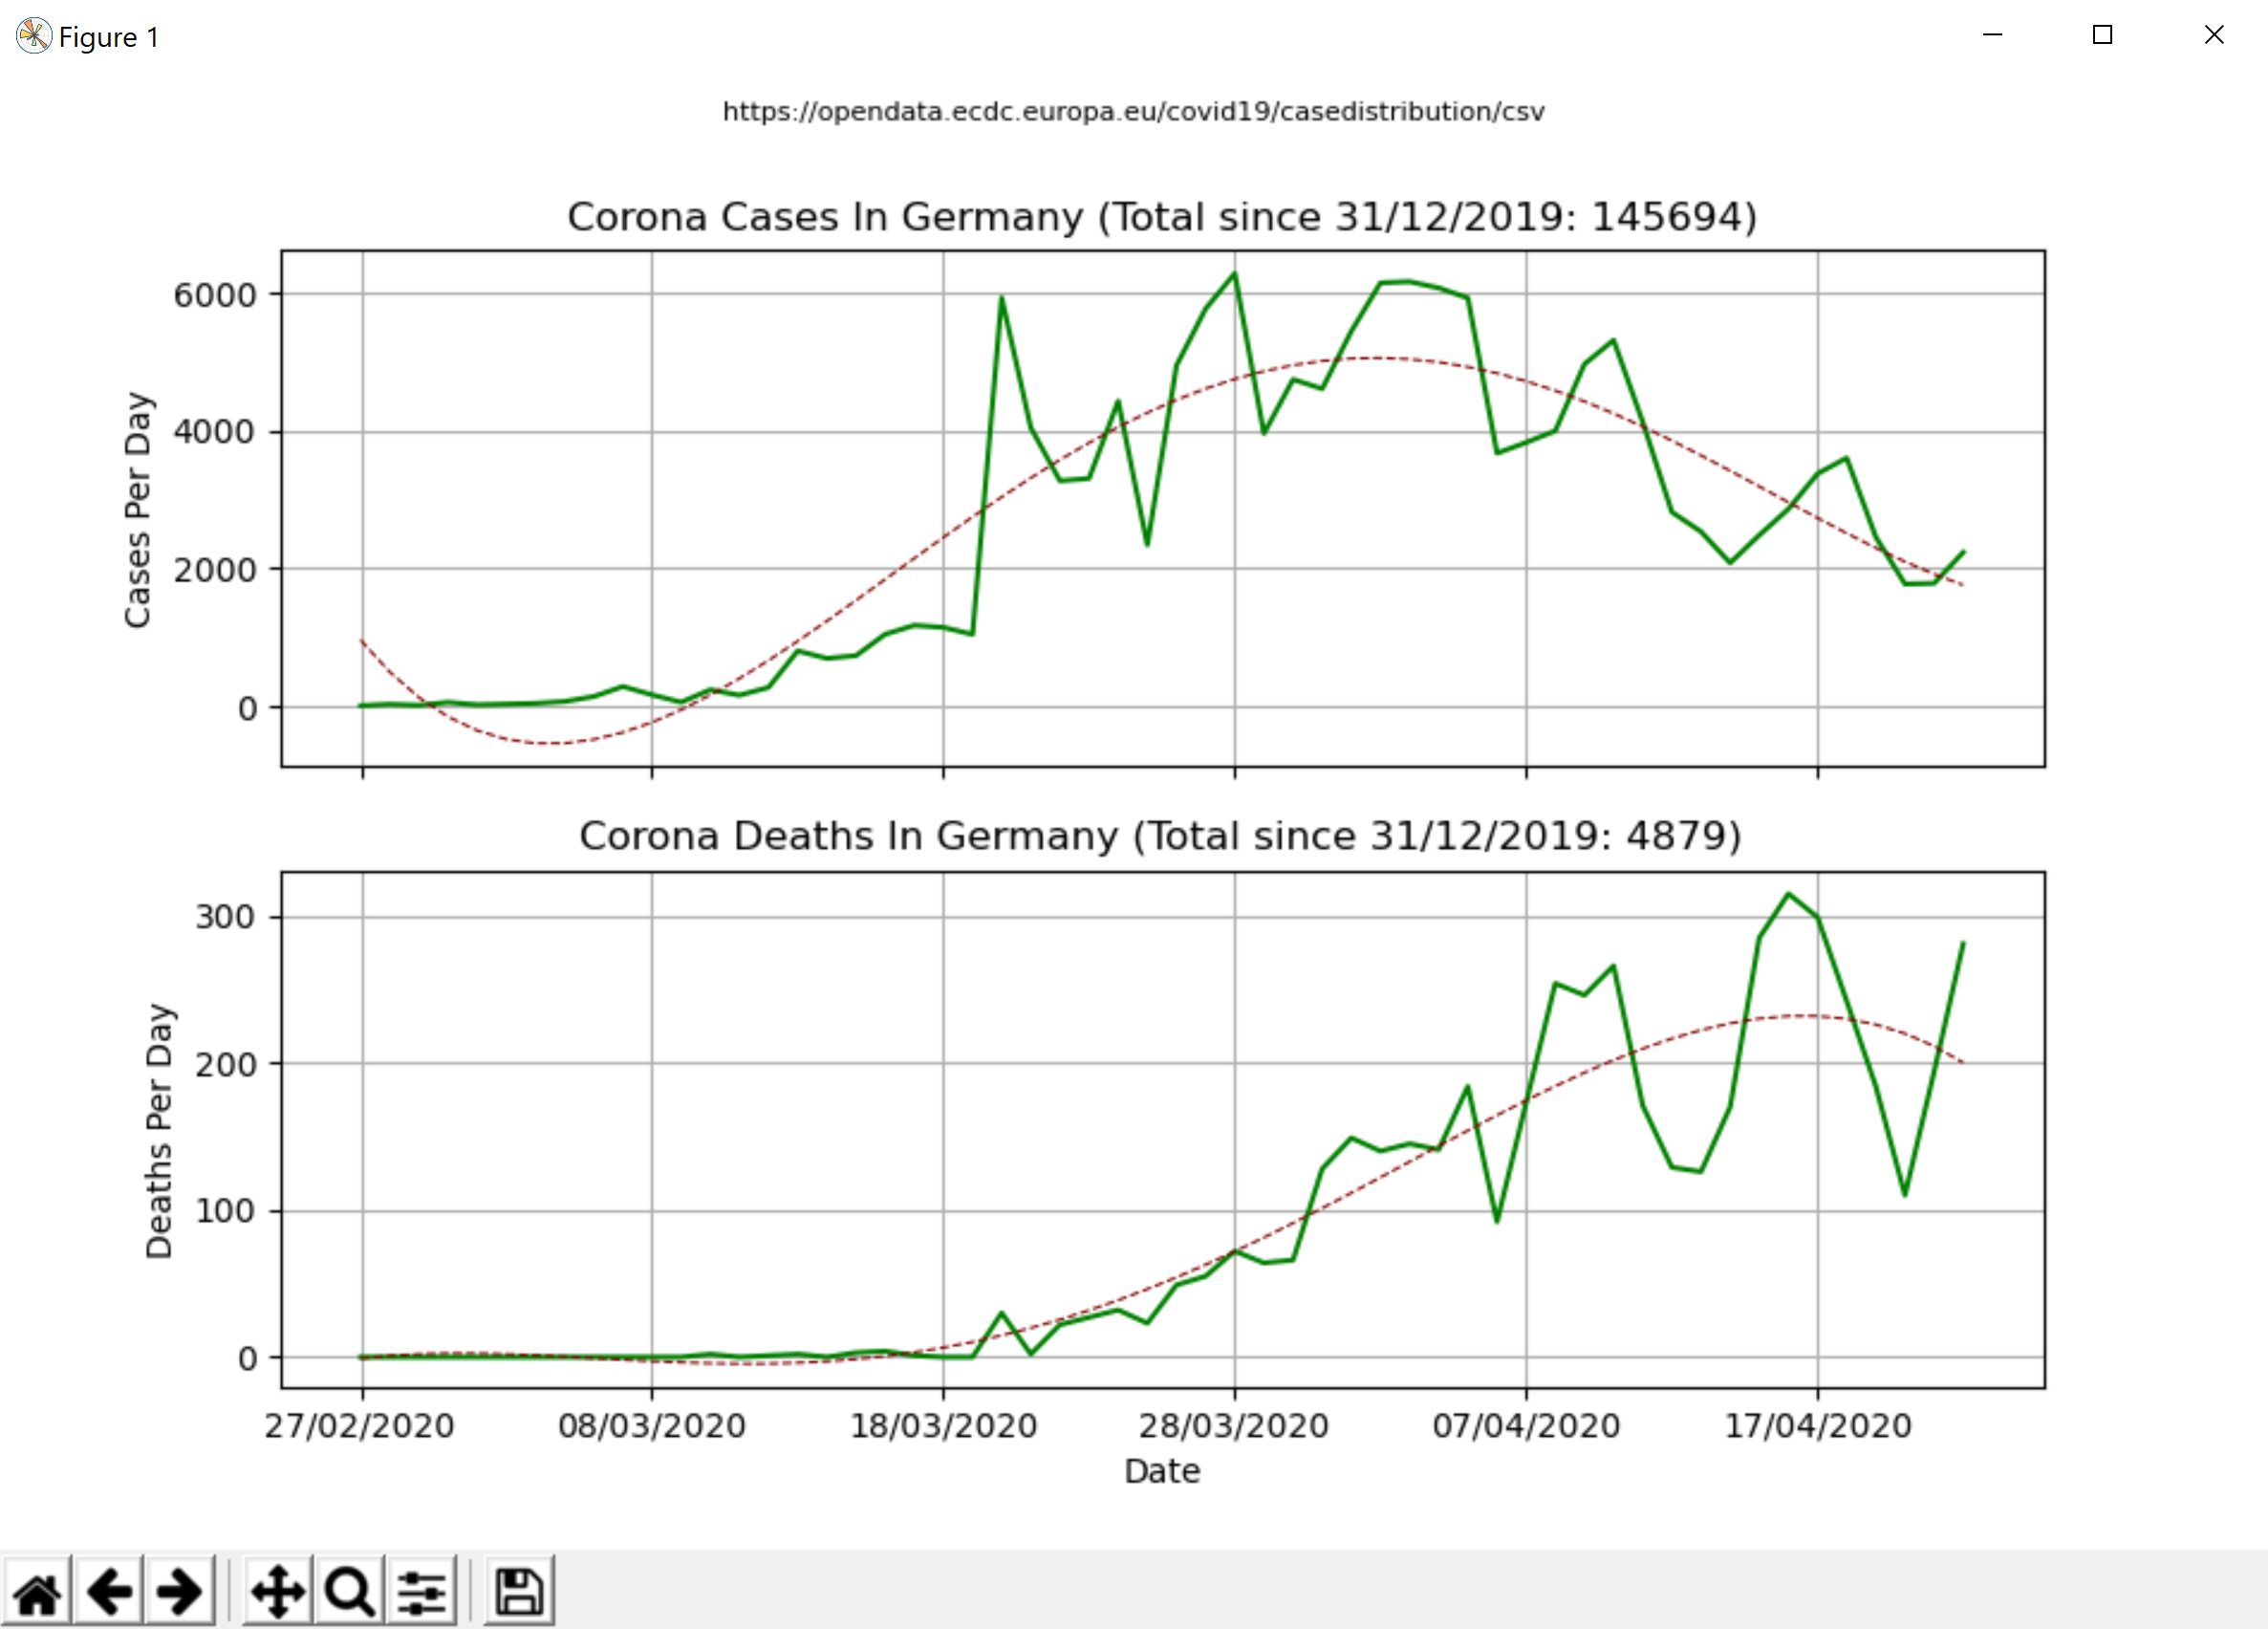 Figure 1
https://opendata.ecdc.europa.eu/covid19/casedistribution/csv
Corona Cases In Germany (Total since 31/12/2019: 145694)
Cases Per Day
6000
4000
2000
0
Corona Deaths In Germany (Total since 31/12/2019: 4879)
Deaths Per Day
300
200
100
0
27/02/2020 08/03/2020 18/03/2020 28/03/2020 07/04/2020 17/04/2020
Date